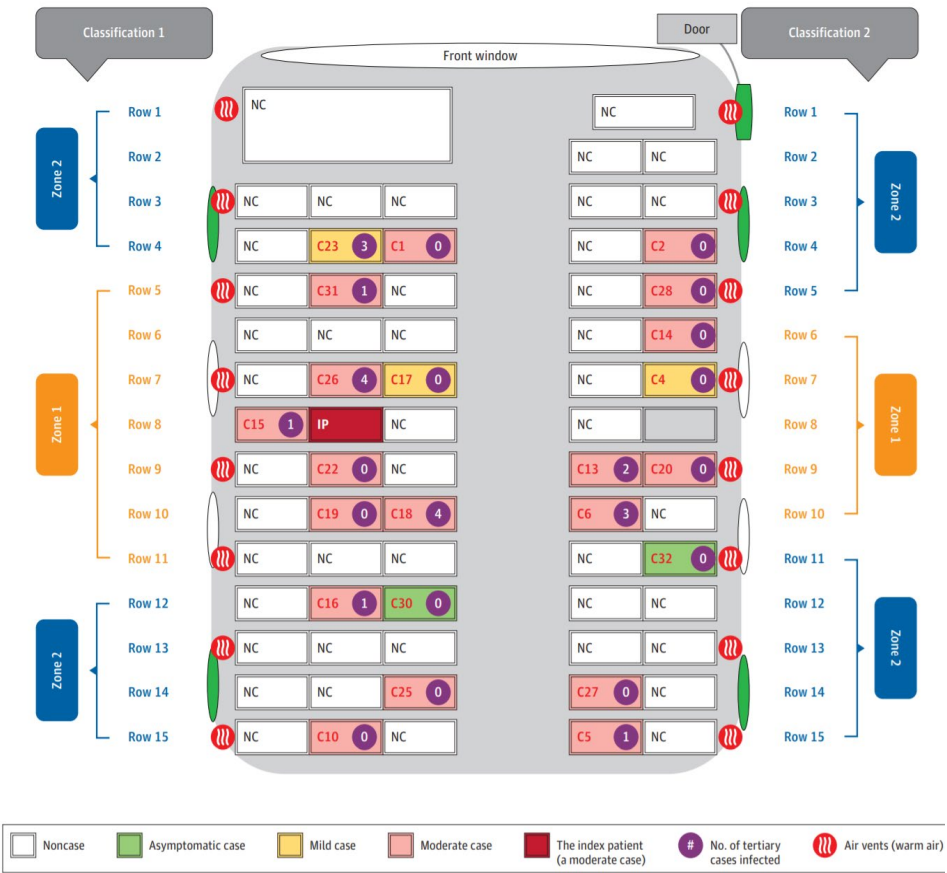 Classification 1
Door
Classification 2
Front window
Row 1 NC NC Row 1
Row 2 NC NC Row 2
Zone 2
Zone 2
Row 3 NC NC NC NC NC Row 3
Row 4 NC C23 3 C1 0 NC C2 0 Row 4
Row 5 NC C31 1 NC NC C28 0 Row 5
Row 6 NC NC NC NC C14 0 Row 6
Row 7 NC C26 4 C17 0 NC C4 0 Row 7
Zone 1
Zone 1
Row 8 C15 1 IP NC NC Row 8
Row 9 NC C22 0 NC C13 2 C20 0 Row 9
Row 10 NC C19 0 C18 4 C6 3 NC Row 10
Row 11 NC NC NC NC C32 0 Row 11
Row 12 NC C16 1 C30 0 NC NC Row 12
Zone 2
Zone 2
Row 13 NC NC NC NC NC Row 13
Row 14 NC NC C25 0 C27 0 NC Row 14
Row 15 NC C10 0 NC C5 1 NC Row 15
Noncase
Asymptomatic case
Mild case
Moderate case
The index patient
(a moderate case)
# No. of tertiary
cases infected
Air vents (warm air)